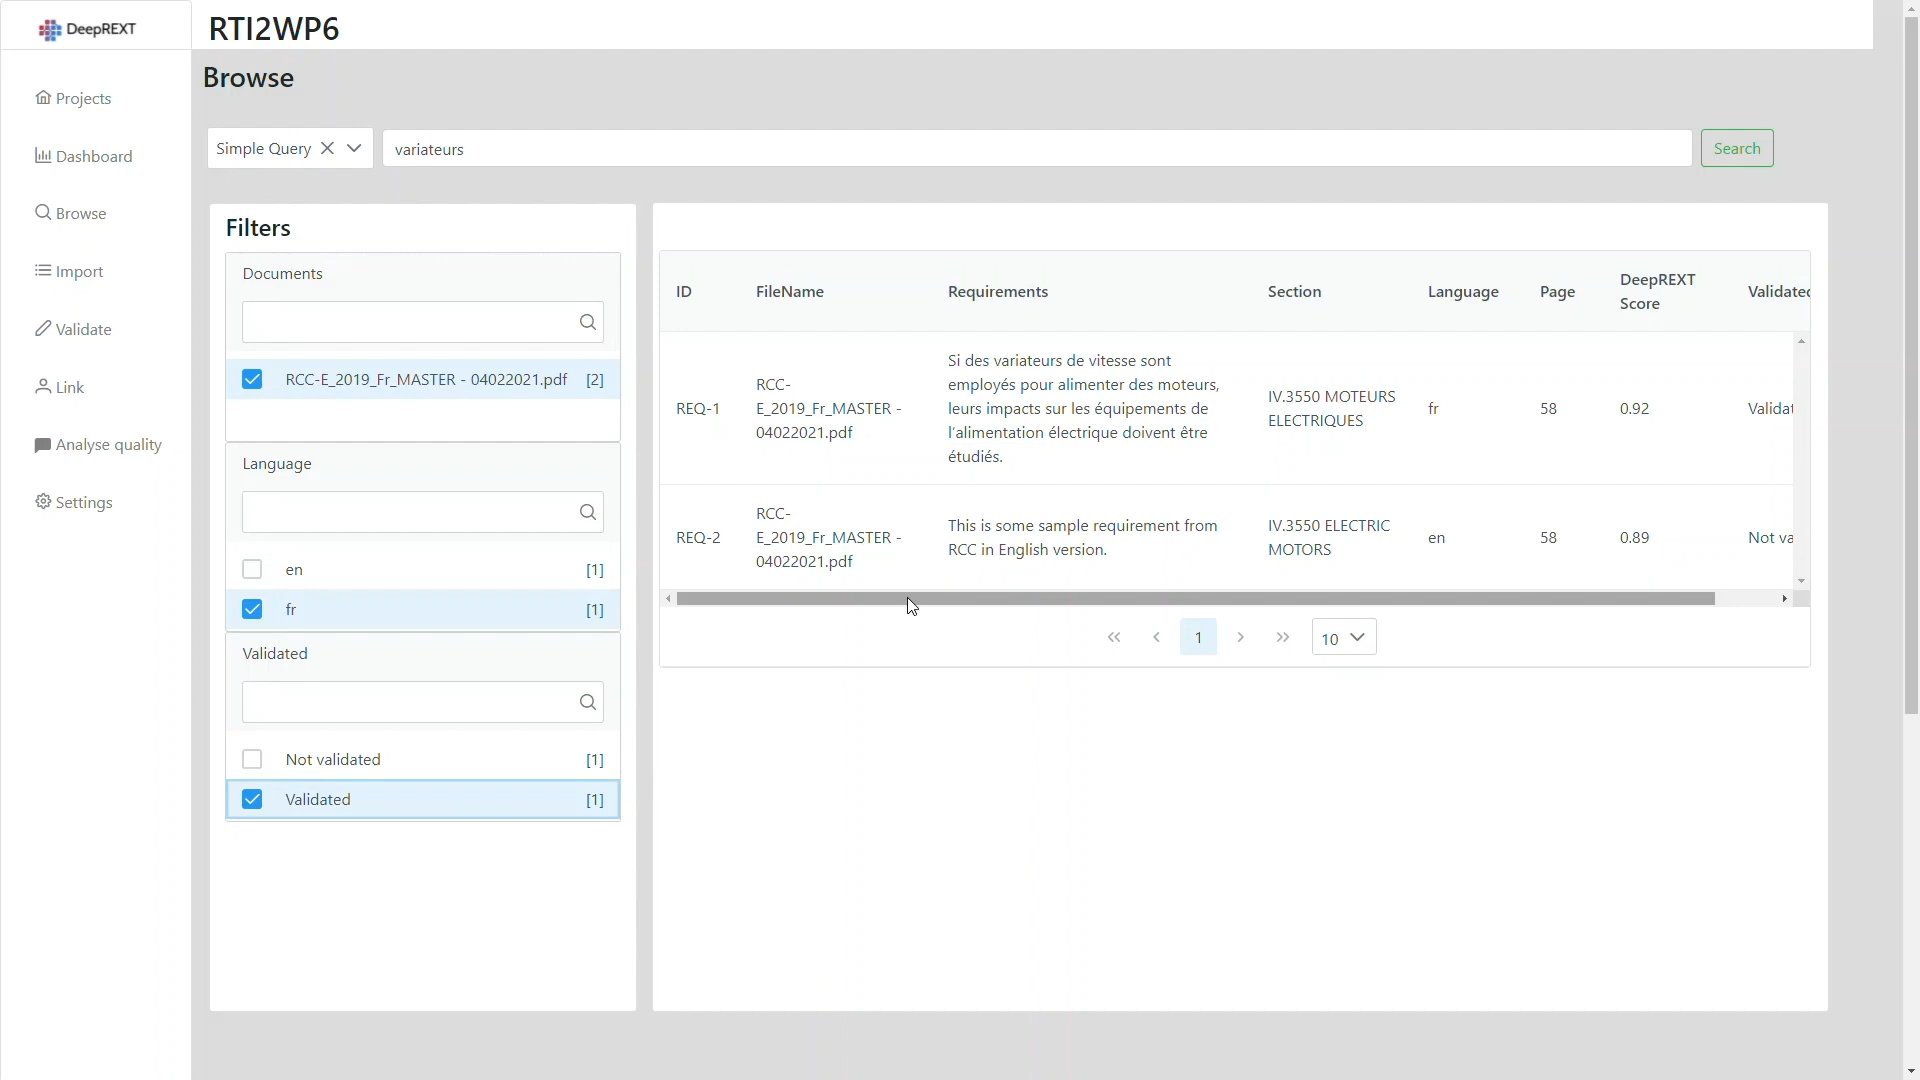 DeepREXT
RTI2WP6
Projects
Dashboard
Browse
Import
Validate
Link
Analyse quality
Settings
Browse
Simple Query
variateurs
Search
Filters
Documents
RCC-E_2019_Fr_MASTER - 04022021.pdf [2]
Language
en [1]
fr [1]
Validated
Not validated [1]
Validated [1]
ID FileName Requirements Section Language Page DeepREXT
Score Validated
Si des variateurs de vitesse sont
employés pour alimenter des moteurs,
leurs impacts sur les équipements de
l'alimentation électrique doivent être
étudiés.
REQ-1
RCC-
E_2019_Fr_MASTER -
04022021.pdf
IV.3550 MOTEURS
ELECTRIQUES
fr 58 0.92 Validat
REQ-2
RCC-
E_2019_Fr_MASTER -
04022021.pdf
This is some sample requirement from
RCC in English version.
IV.3550 ELECTRIC
MOTORS
en 58 0.89 Not va
1
10